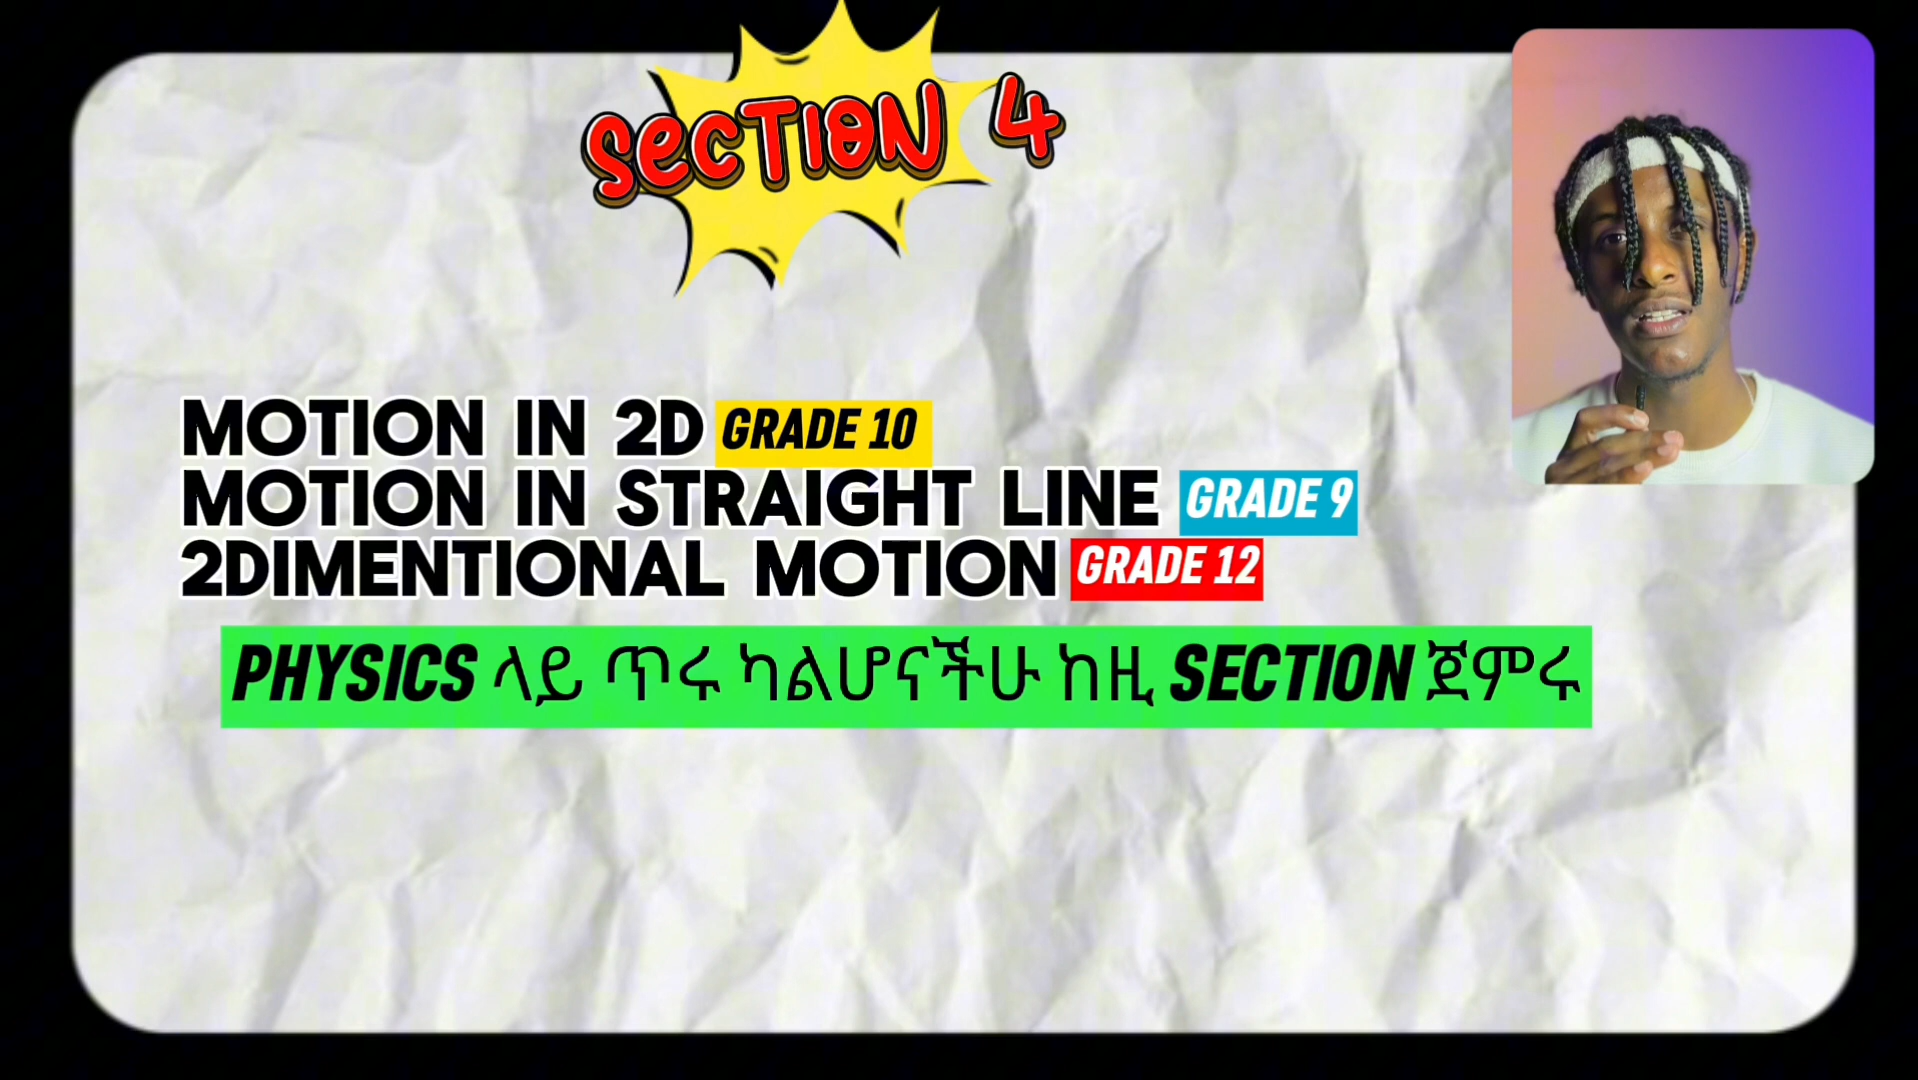 SECTION 4
MOTION IN 2D GRADE 10
MOTION IN STRAIGHT LINE GRADE 9
2DIMENTIONAL MOTION GRADE 12
PHYSICS ላይ ጥሩ ካልሆናችሁ ከዚ SECTION ጀምሩ